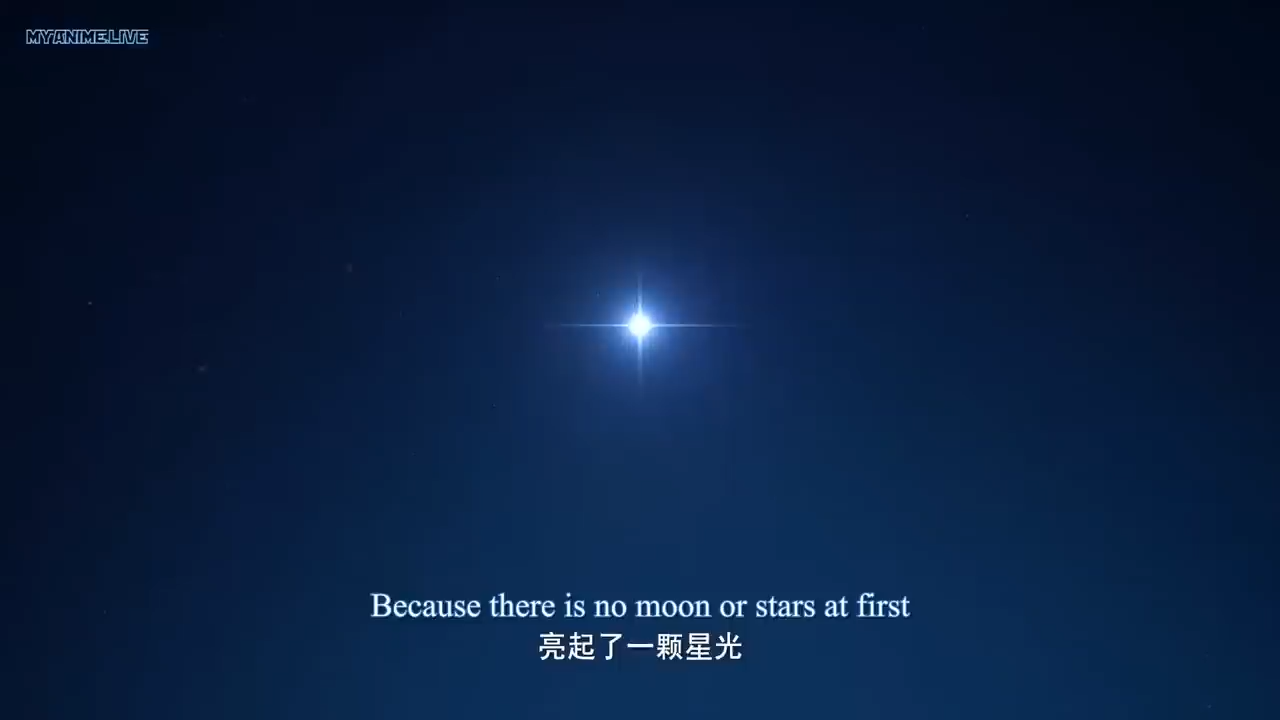 MYANIME.LIVE
Because there is no moon or stars at first
亮起了一颗星光